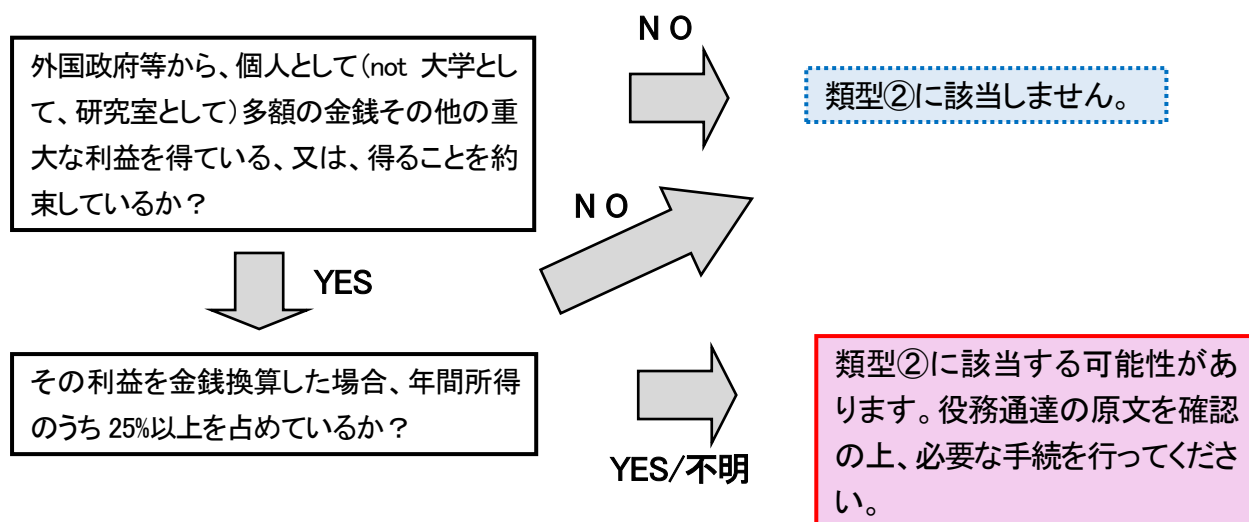 外国政府等から、個人として(not 大学とし
て、研究室として)多額の金銭その他の重
大な利益を得ている、又は、得ることを約
束しているか?
NO
類型②に該当しません。
NO
YES
その利益を金銭換算した場合、年間所得
のうち 25%以上を占めているか?
YES/不明
類型②に該当する可能性があ
ります。役務通達の原文を確認
の上、必要な手続を行ってくださ
い。